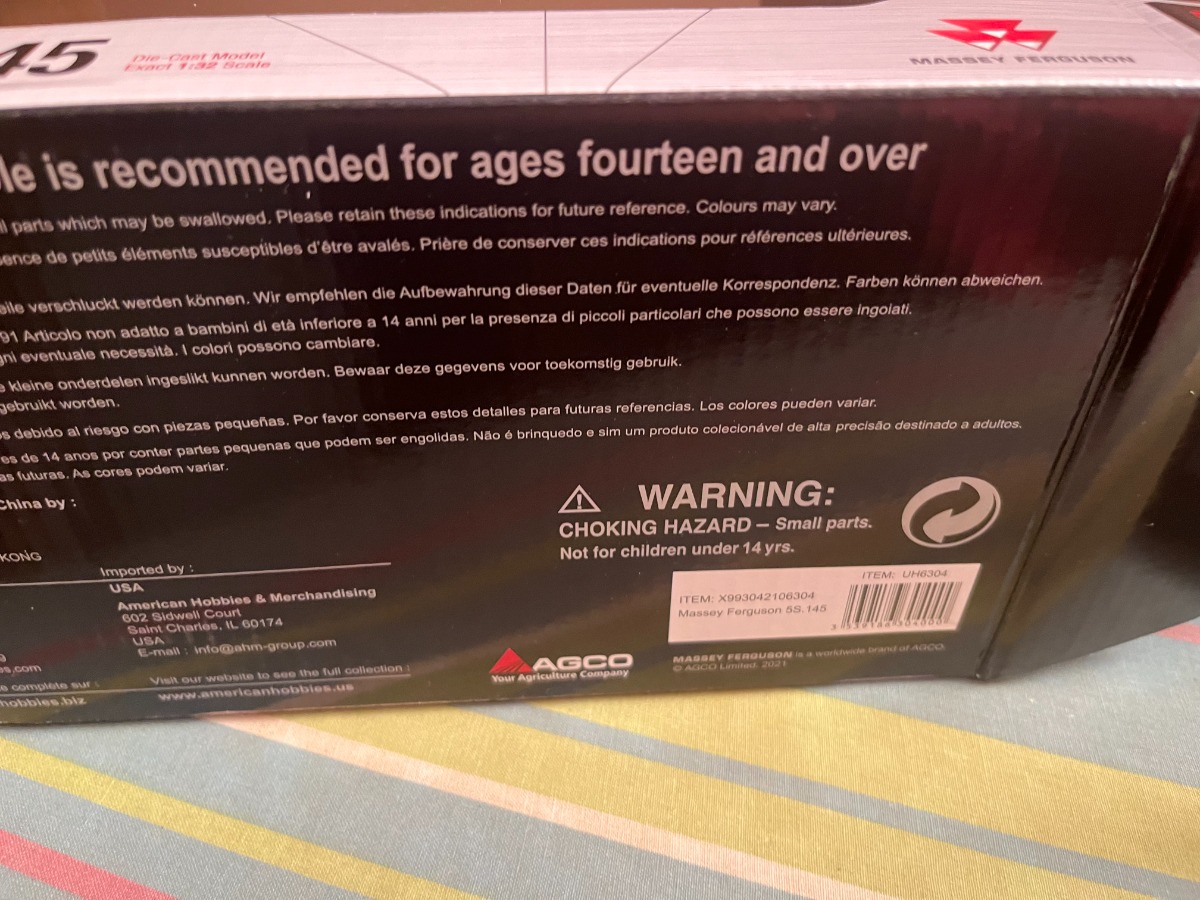 45
Die-Cast Model
Exact 1:32 Scale
MASSEY FERGUSON
le is recommended for ages fourteen and over
parts which may be swallowed. Please retain these indications for future reference. Colours may vary.
ence de petits éléments susceptibles d'être avalés. Prière de conserver ces indications pour références ultérieures.
eile verschluckt werden können. Wir empfehlen die Aufbewahrung dieser Daten für eventuelle Korrespondenz. Farben können abweichen.
91 Articolo non adatto a bambini di età inferiore a 14 anni per la presenza di piccoli particolari che possono essere ingoiati.
gni eventuale necessità. I colori possono cambiare.
e kleine onderdelen ingeslikt kunnen worden. Bewaar deze gegevens voor toekomstig gebruik.
gebruikt worden.
s debido al riesgo con piezas pequeñas. Por favor conserva estos detalles para futuras referencias. Los colores pueden variar.
es de 14 anos por conter partes pequenas que podem ser engolidas. Não é brinquedo e sim um produto colecionável de alta precisão destinado a adultos.
as futuras. As cores podem variar.
China by :
KONG
WARNING:
CHOKING HAZARD – Small parts.
Not for children under 14 yrs.
Imported by :
USA
American Hobbies & Merchandising
602 Sidwell Court
Saint Charles, IL 60174
USA
E-mail : info@ahm-group.com
Visit our website to see the full collection :
www.americanhobbies.us
es.com
e complète sur :
hobbies.biz
AGCO
Your Agriculture Company
ITEM: UH6304
ITEM: X993042106304
Massey Ferguson 5S.145
MASSEY FERGUSON is a worldwide brand of AGCO.
© AGCO Limited. 2021